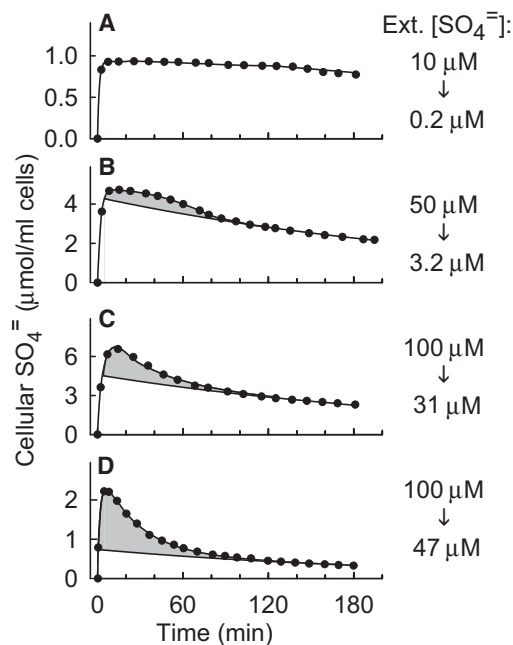 A
Ext. [SO₄⁼]:
1.0
0.5
0.0
10 µM
↓
0.2 µM
B
4
2
0
50 µM
↓
3.2 µM
C
6
3
0
100 µM
↓
31 µM
D
2
1
0
100 µM
↓
47 µM
Cellular SO₄⁼ (µmol/ml cells)
0 60 120 180
Time (min)